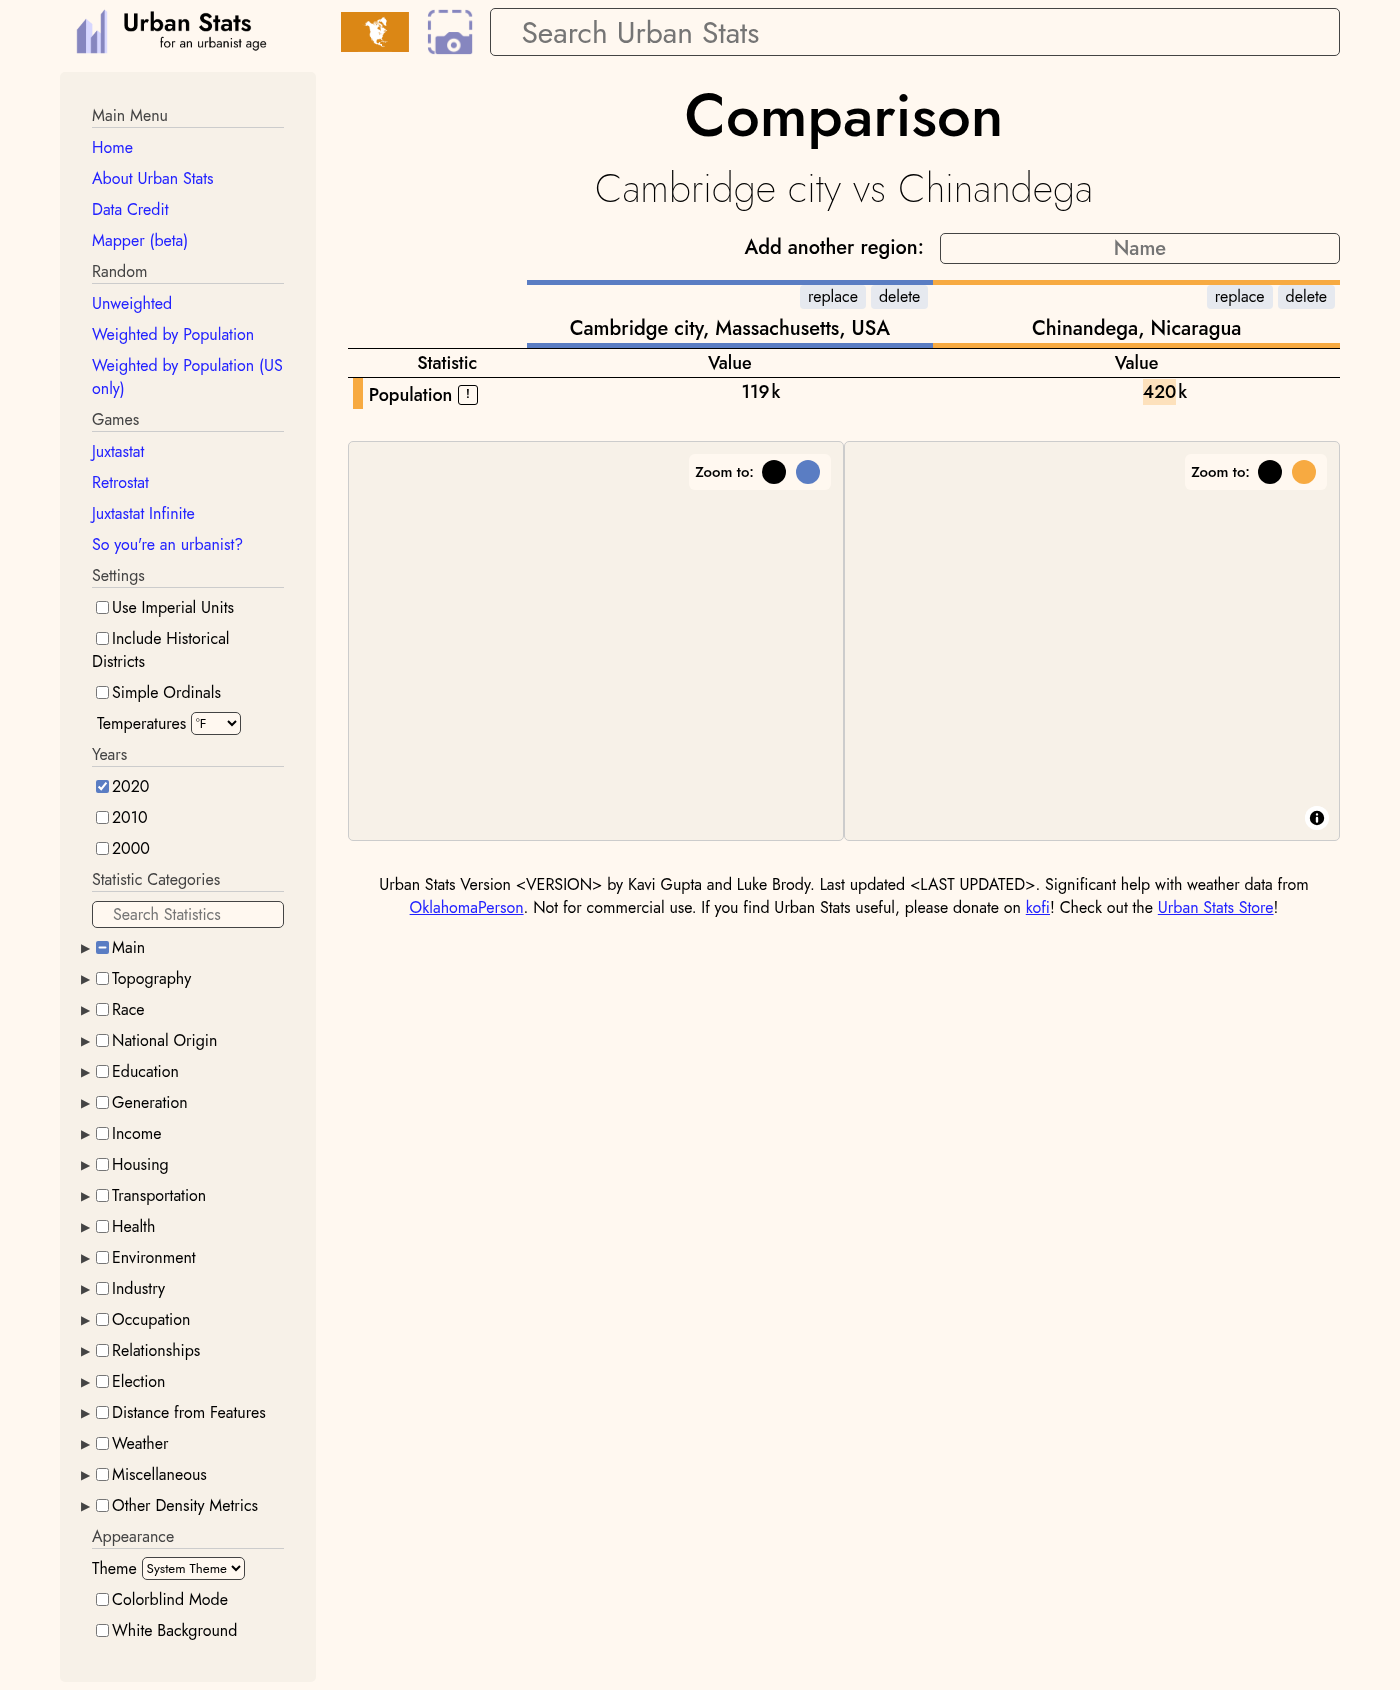 Urban Stats
for an urbanist age
Search Urban Stats
Main Menu
Home
About Urban Stats
Data Credit
Mapper (beta)
Random
Unweighted
Weighted by Population
Weighted by Population (US
only)
Games
Juxtastat
Retrostat
Juxtastat Infinite
So you're an urbanist?
Settings
Use Imperial Units
Include Historical
Districts
Simple Ordinals
Temperatures °F
Years
2020
2010
2000
Statistic Categories
Search Statistics
Main
Topography
Race
National Origin
Education
Generation
Income
Housing
Transportation
Health
Environment
Industry
Occupation
Relationships
Election
Distance from Features
Weather
Miscellaneous
Other Density Metrics
Appearance
Theme System Theme
Colorblind Mode
White Background
Comparison
Cambridge city vs Chinandega
Add another region: Name
replace delete replace delete
Cambridge city, Massachusetts, USA Chinandega, Nicaragua
Statistic Value Value
Population ! 119k 420k
Zoom to: Zoom to:
Urban Stats Version <VERSION> by Kavi Gupta and Luke Brody. Last updated <LAST UPDATED>. Significant help with weather data from
OklahomaPerson. Not for commercial use. If you find Urban Stats useful, please donate on kofi! Check out the Urban Stats Store!